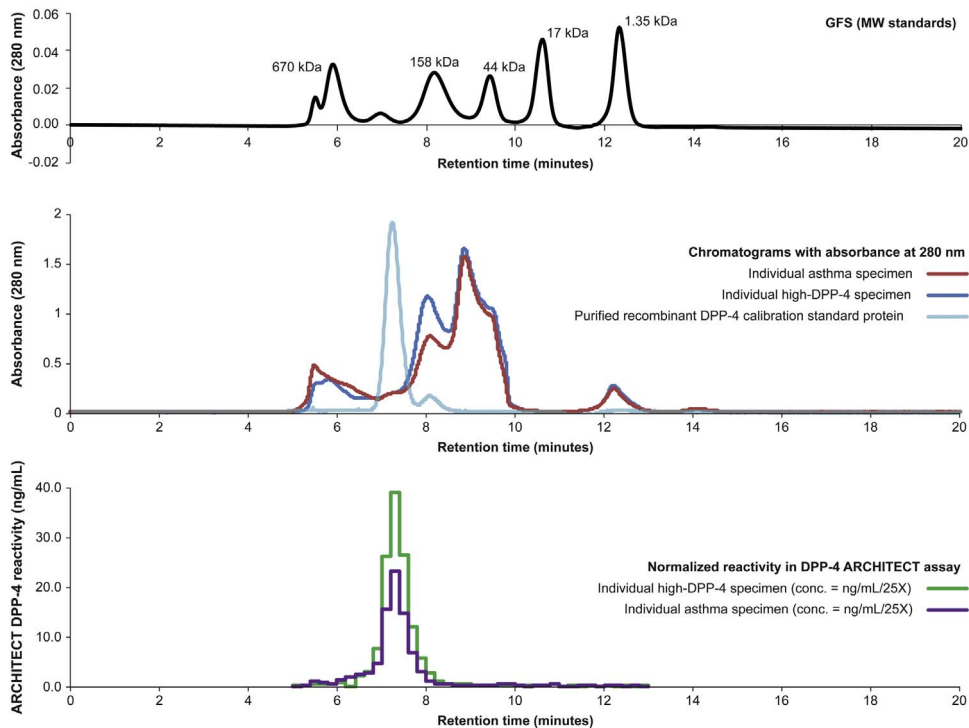 GFS (MW standards)
Absorbance (280 nm)
0.06
0.04
0.02
0.00
-0.02
670 kDa
158 kDa
44 kDa
17 kDa
1.35 kDa
0 2 4 6 8 10 12 14 16 18 20
Retention time (minutes)
Absorbance (280 nm)
2
1.5
1
0.5
0
Chromatograms with absorbance at 280 nm
Individual asthma specimen
Individual high-DPP-4 specimen
Purified recombinant DPP-4 calibration standard protein
0 2 4 6 8 10 12 14 16 18 20
Retention time (minutes)
ARCHITECT DPP-4 reactivity (ng/mL)
40.0
30.0
20.0
10.0
0.0
Normalized reactivity in DPP-4 ARCHITECT assay
Individual high-DPP-4 specimen (conc. = ng/mL/25X)
Individual asthma specimen (conc. = ng/mL/25X)
0 2 4 6 8 10 12 14 16 18 20
Retention time (minutes)